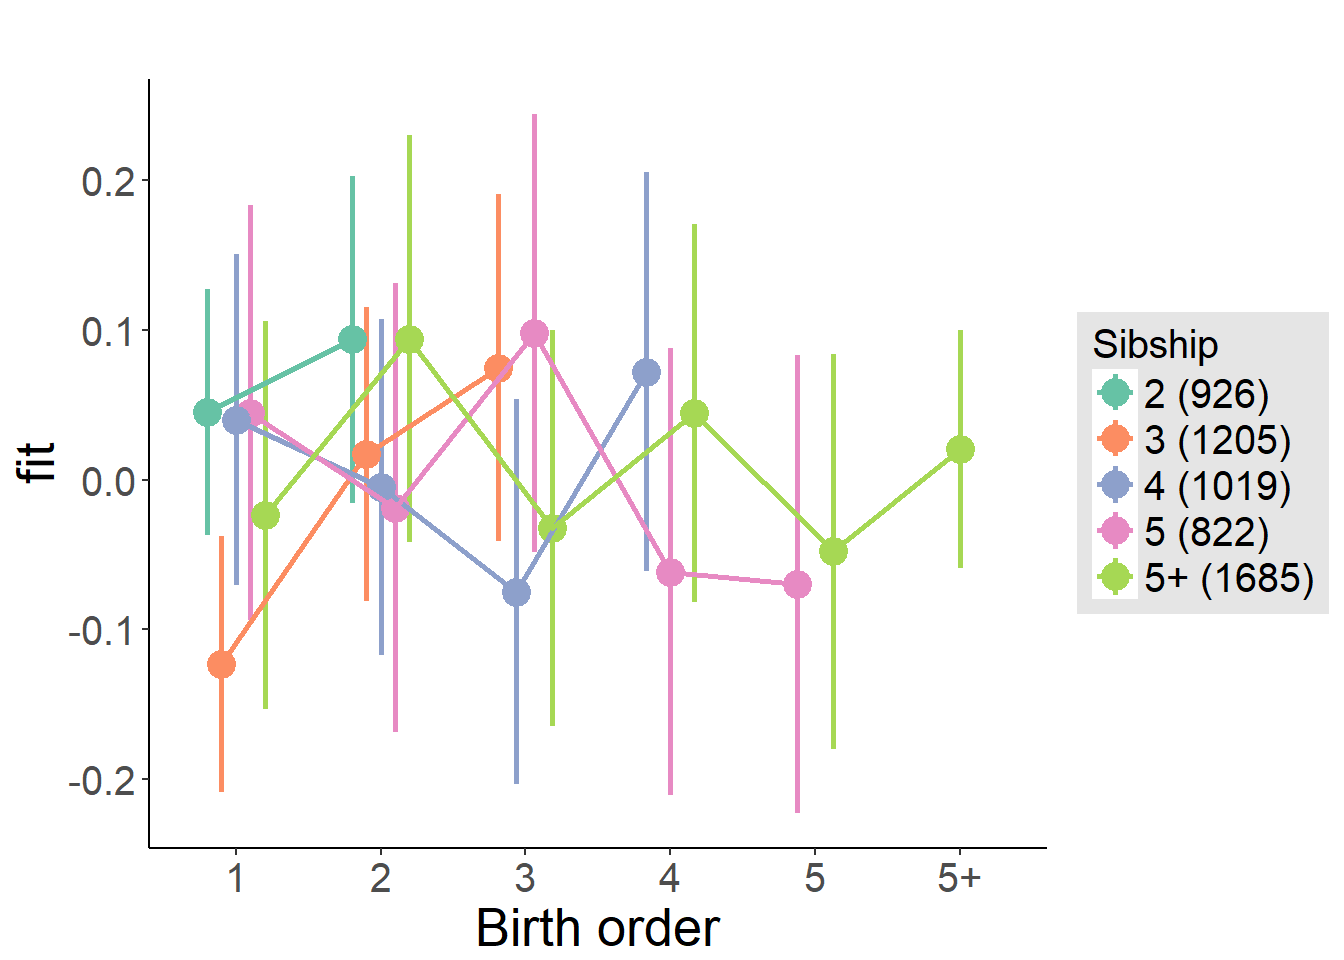 fit
0.2
0.1
0.0
-0.1
-0.2
1 2 3 4 5 5+
Birth order
Sibship
2 (926)
3 (1205)
4 (1019)
5 (822)
5+ (1685)